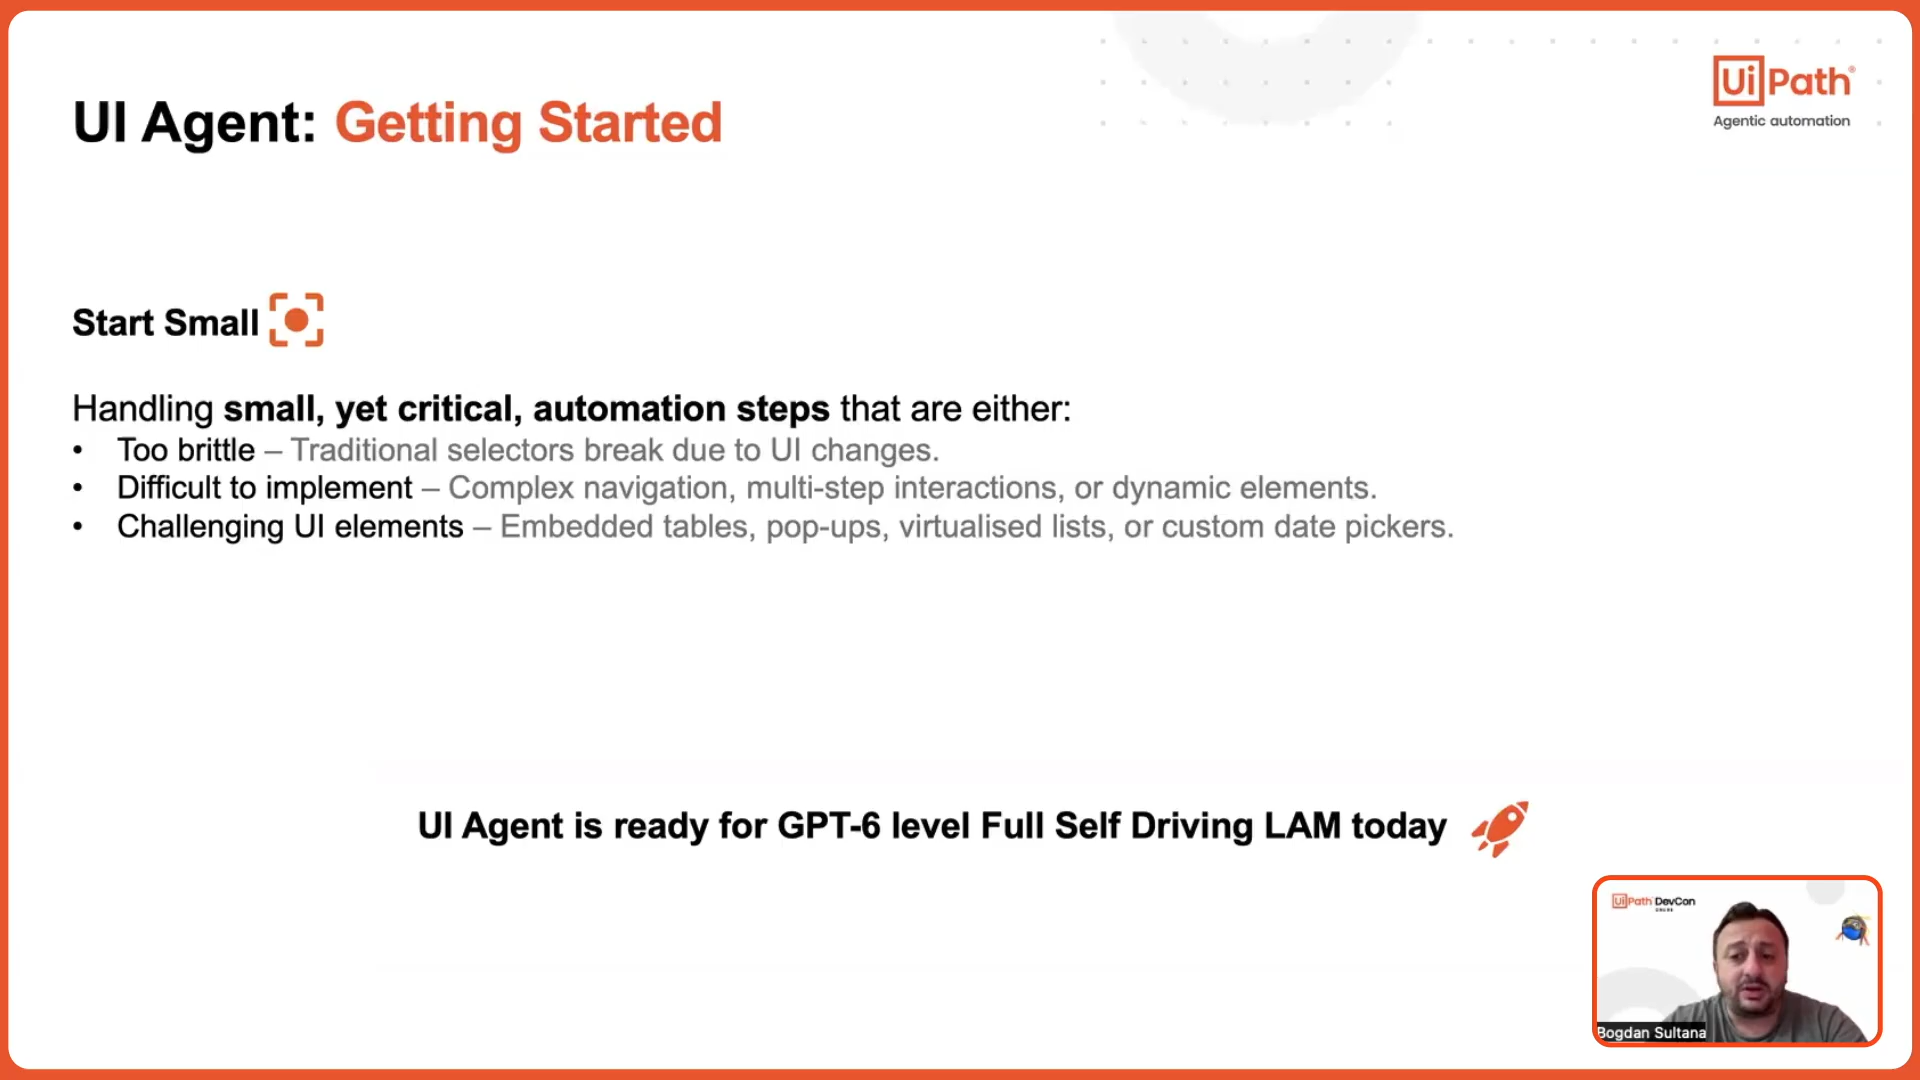 UI Agent: Getting Started
UiPath®
Agentic automation
Start Small
Handling small, yet critical, automation steps that are either:
• Too brittle – Traditional selectors break due to UI changes.
• Difficult to implement – Complex navigation, multi-step interactions, or dynamic elements.
• Challenging UI elements – Embedded tables, pop-ups, virtualised lists, or custom date pickers.
UI Agent is ready for GPT-6 level Full Self Driving LAM today
UiPath DevCon
Bogdan Sultana